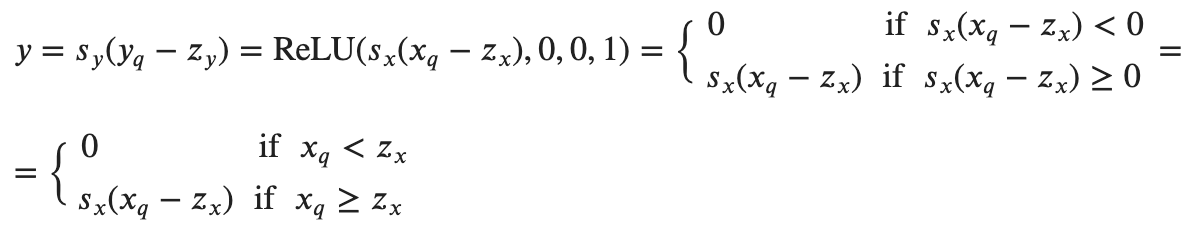 y = s_y(y_q − z_y) = ReLU(s_x(x_q − z_x), 0, 0, 1) = { 0 if s_x(x_q − z_x) < 0
s_x(x_q − z_x) if s_x(x_q − z_x) ≥ 0 =
= { 0 if x_q < z_x
s_x(x_q − z_x) if x_q ≥ z_x